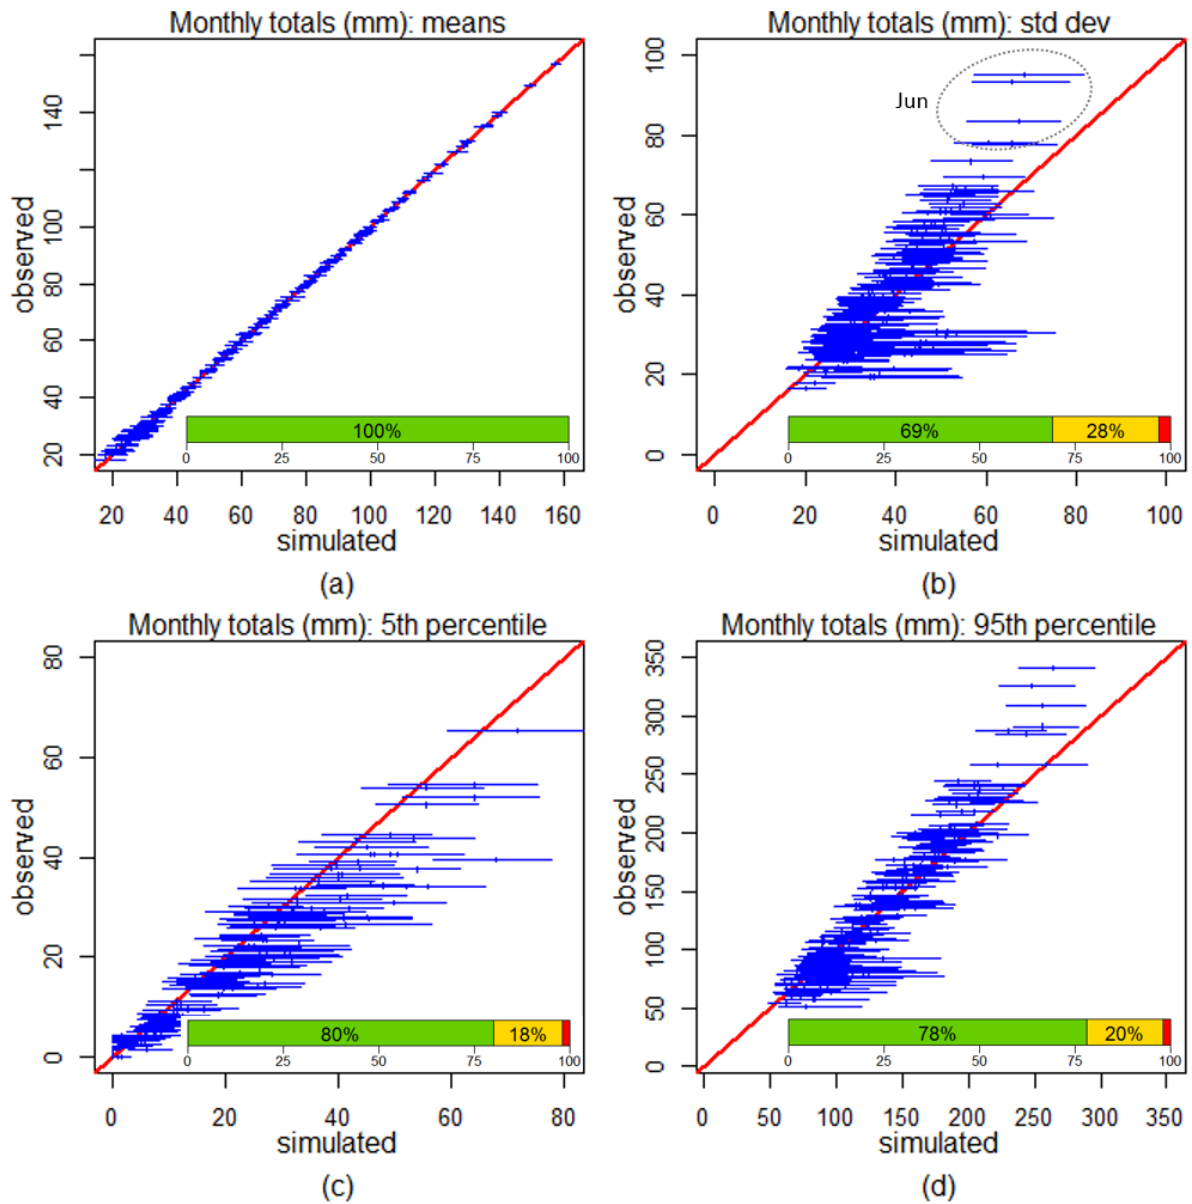 Monthly totals (mm): means
observed
20
40
60
80
100
140
100%
0 25 50 75 100
20 40 60 80 100 120 140 160
simulated
(a)
Monthly totals (mm): std dev
observed
0
20
40
60
80
100
Jun
69% 28%
0 25 50 75 100
0 20 40 60 80 100
simulated
(b)
Monthly totals (mm): 5th percentile
observed
0
20
40
60
80
80% 18%
0 25 50 75 100
0 20 40 60 80
simulated
(c)
Monthly totals (mm): 95th percentile
observed
0
50
100
150
200
250
300
350
78% 20%
0 25 50 75 100
0 50 100 150 200 250 300 350
simulated
(d)